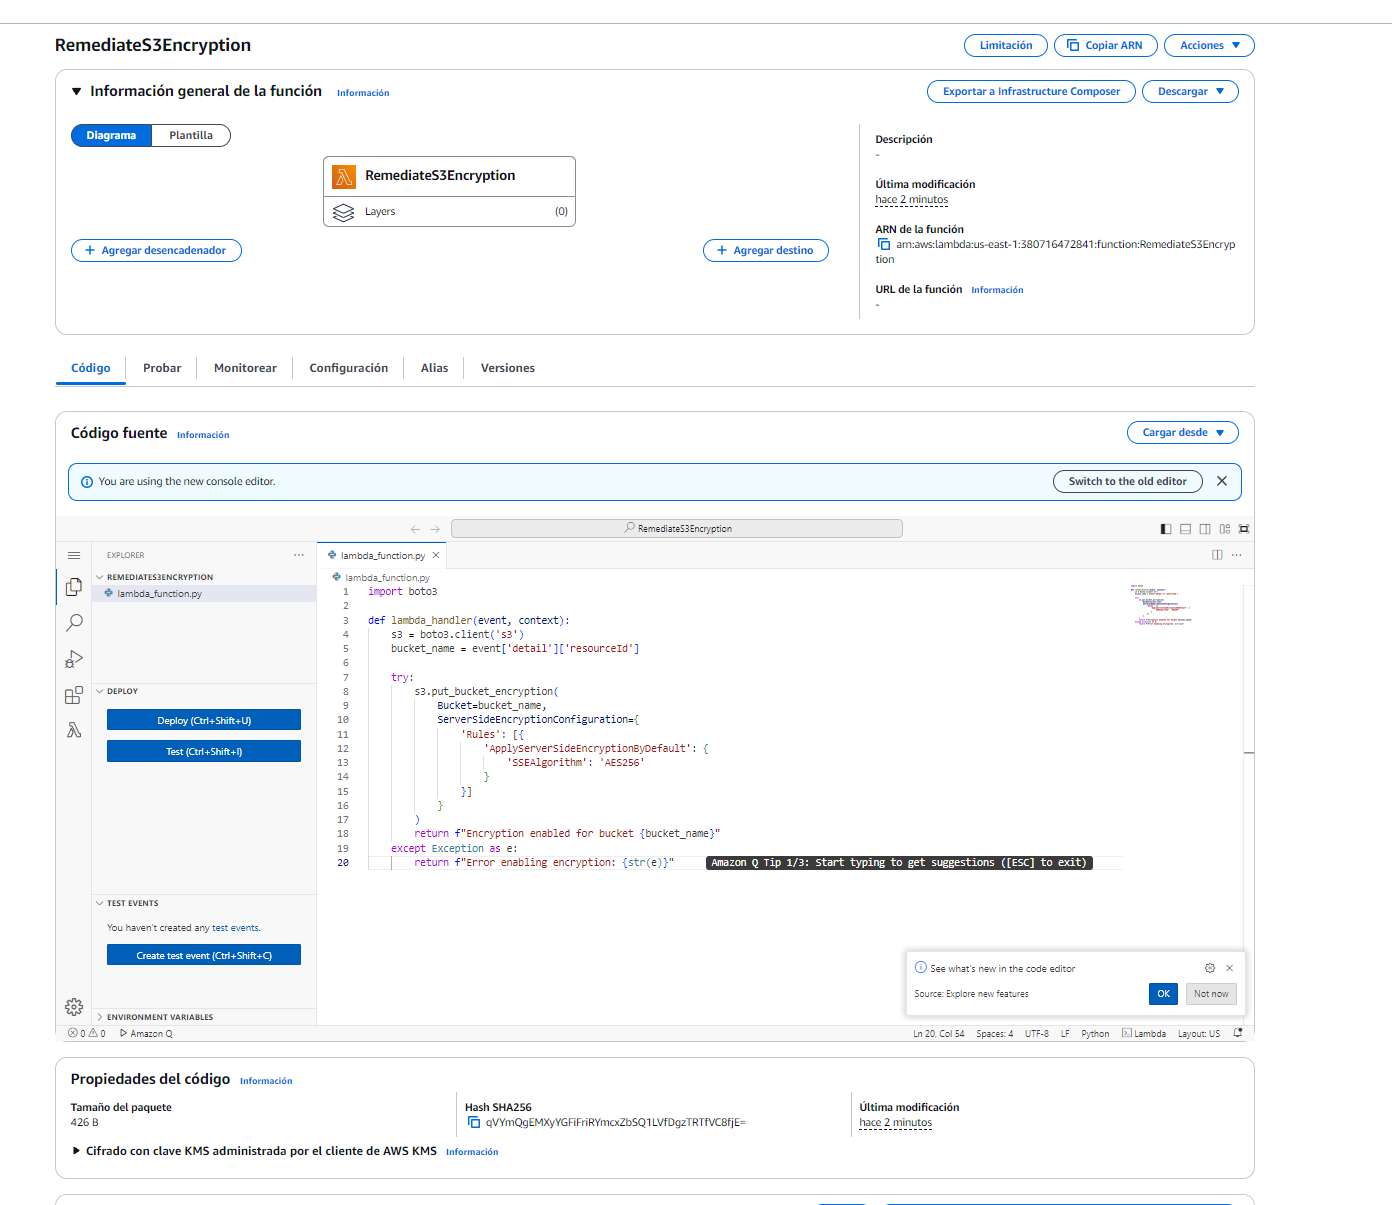 RemediateS3Encryption
Limitación
Copiar ARN
Acciones
Información general de la función
Información
Exportar a Infrastructure Composer
Descargar
Diagrama
Plantilla
RemediateS3Encryption
Layers
(0)
Agregar desencadenador
Agregar destino
Descripción
-
Última modificación
hace 2 minutos
ARN de la función
arn:aws:lambda:us-east-1:380716472841:function:RemediateS3Encryp
tion
URL de la función Información
-
Código
Probar
Monitorear
Configuración
Alias
Versiones
Código fuente Información
Cargar desde
You are using the new console editor.
Switch to the old editor
RemediateS3Encryption
EXPLORER
REMEDIATES3ENCRYPTION
lambda_function.py
DEPLOY
Deploy (Ctrl+Shift+U)
Test (Ctrl+Shift+I)
TEST EVENTS
You haven't created any test events.
Create test event (Ctrl+Shift+C)
ENVIRONMENT VARIABLES
lambda_function.py
lambda_function.py
1 import boto3
2
3 def lambda_handler(event, context):
4 s3 = boto3.client('s3')
5 bucket_name = event['detail']['resourceId']
6
7 try:
8 s3.put_bucket_encryption(
9 Bucket=bucket_name,
10 ServerSideEncryptionConfiguration={
11 'Rules': [{
12 'ApplyServerSideEncryptionByDefault': {
13 'SSEAlgorithm': 'AES256'
14 }
15 }]
16 }
17 )
18 return f"Encryption enabled for bucket {bucket_name}"
19 except Exception as e:
20 return f"Error enabling encryption: {str(e)}"
Amazon Q Tip 1/3: Start typing to get suggestions ([ESC] to exit)
See what's new in the code editor
Source: Explore new features
OK
Not now
0 0 Amazon Q
Ln 20, Col 54 Spaces: 4 UTF-8 LF Python Lambda Layout: US
Propiedades del código Información
Tamaño del paquete
426 B
Hash SHA256
qVYmQgEMXyYGFiFriRYmcxZbSQ1LVfDgzTRTfVC8fjE=
Última modificación
hace 2 minutos
Cifrado con clave KMS administrada por el cliente de AWS KMS Información